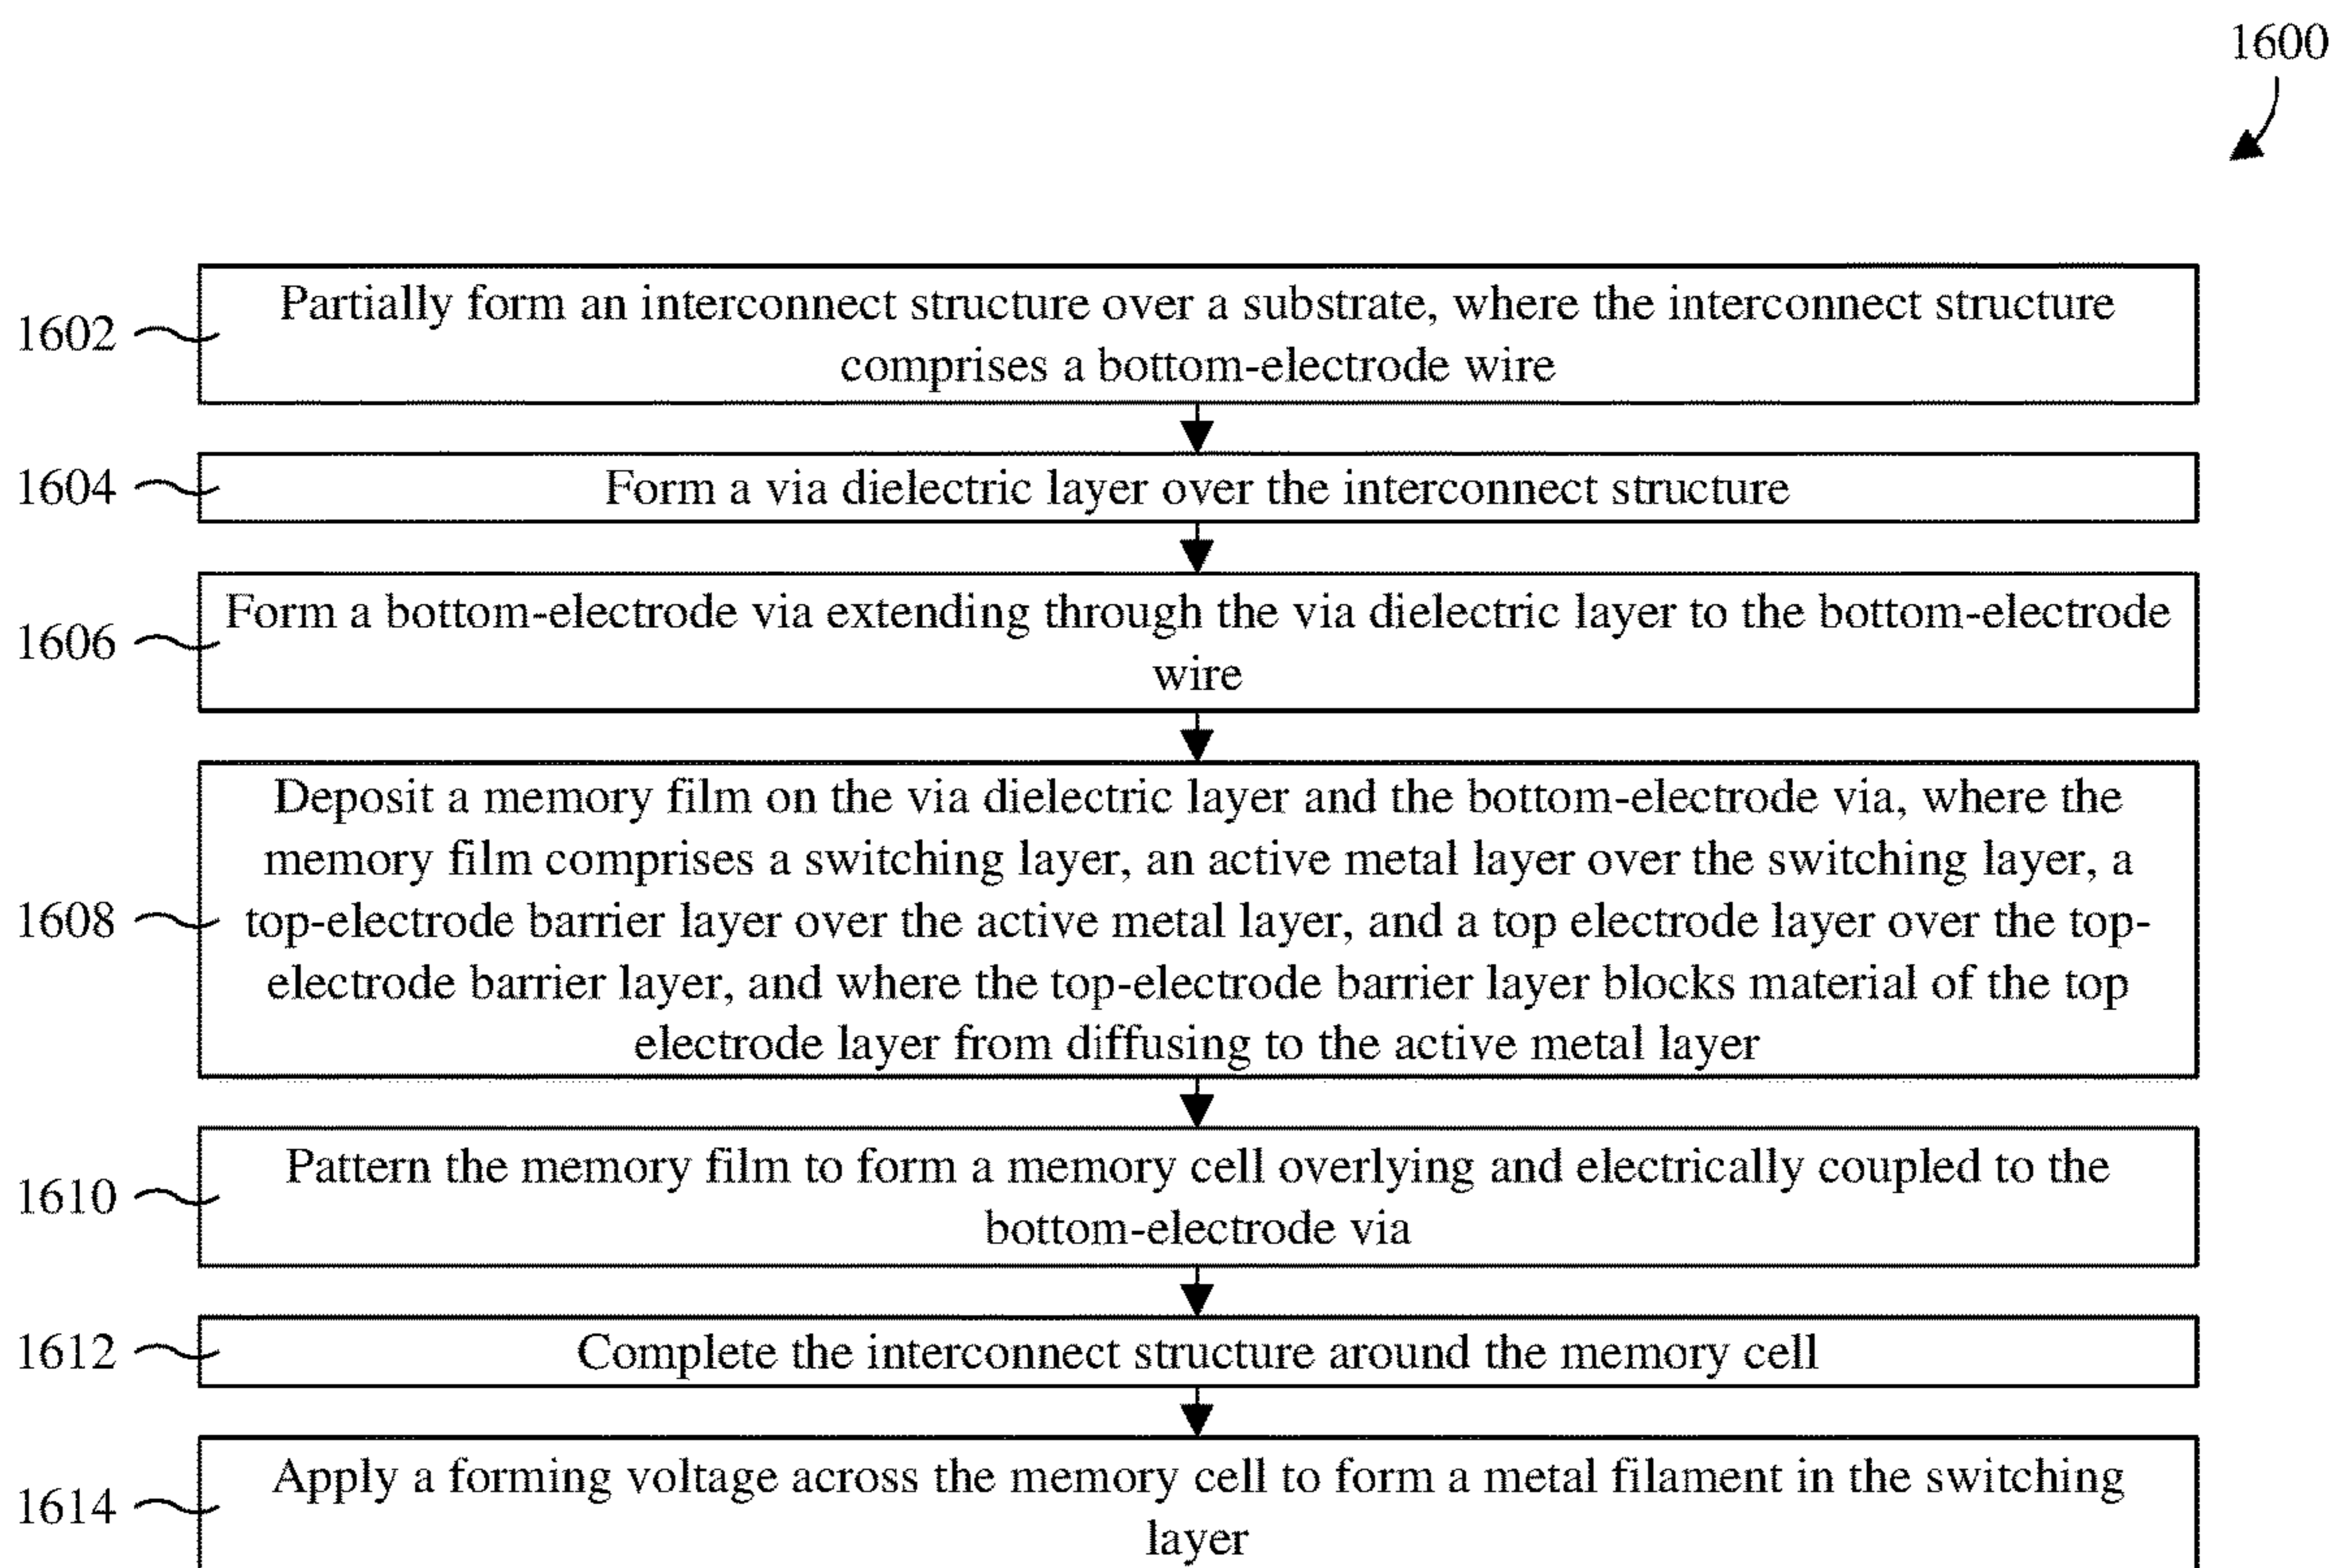 1600
1602
Partially form an interconnect structure over a substrate, where the interconnect structure
comprises a bottom-electrode wire
1604
Form a via dielectric layer over the interconnect structure
1606
Form a bottom-electrode via extending through the via dielectric layer to the bottom-electrode
wire
1608
Deposit a memory film on the via dielectric layer and the bottom-electrode via, where the
memory film comprises a switching layer, an active metal layer over the switching layer, a
top-electrode barrier layer over the active metal layer, and a top electrode layer over the top-
electrode barrier layer, and where the top-electrode barrier layer blocks material of the top
electrode layer from diffusing to the active metal layer
1610
Pattern the memory film to form a memory cell overlying and electrically coupled to the
bottom-electrode via
1612
Complete the interconnect structure around the memory cell
1614
Apply a forming voltage across the memory cell to form a metal filament in the switching
layer